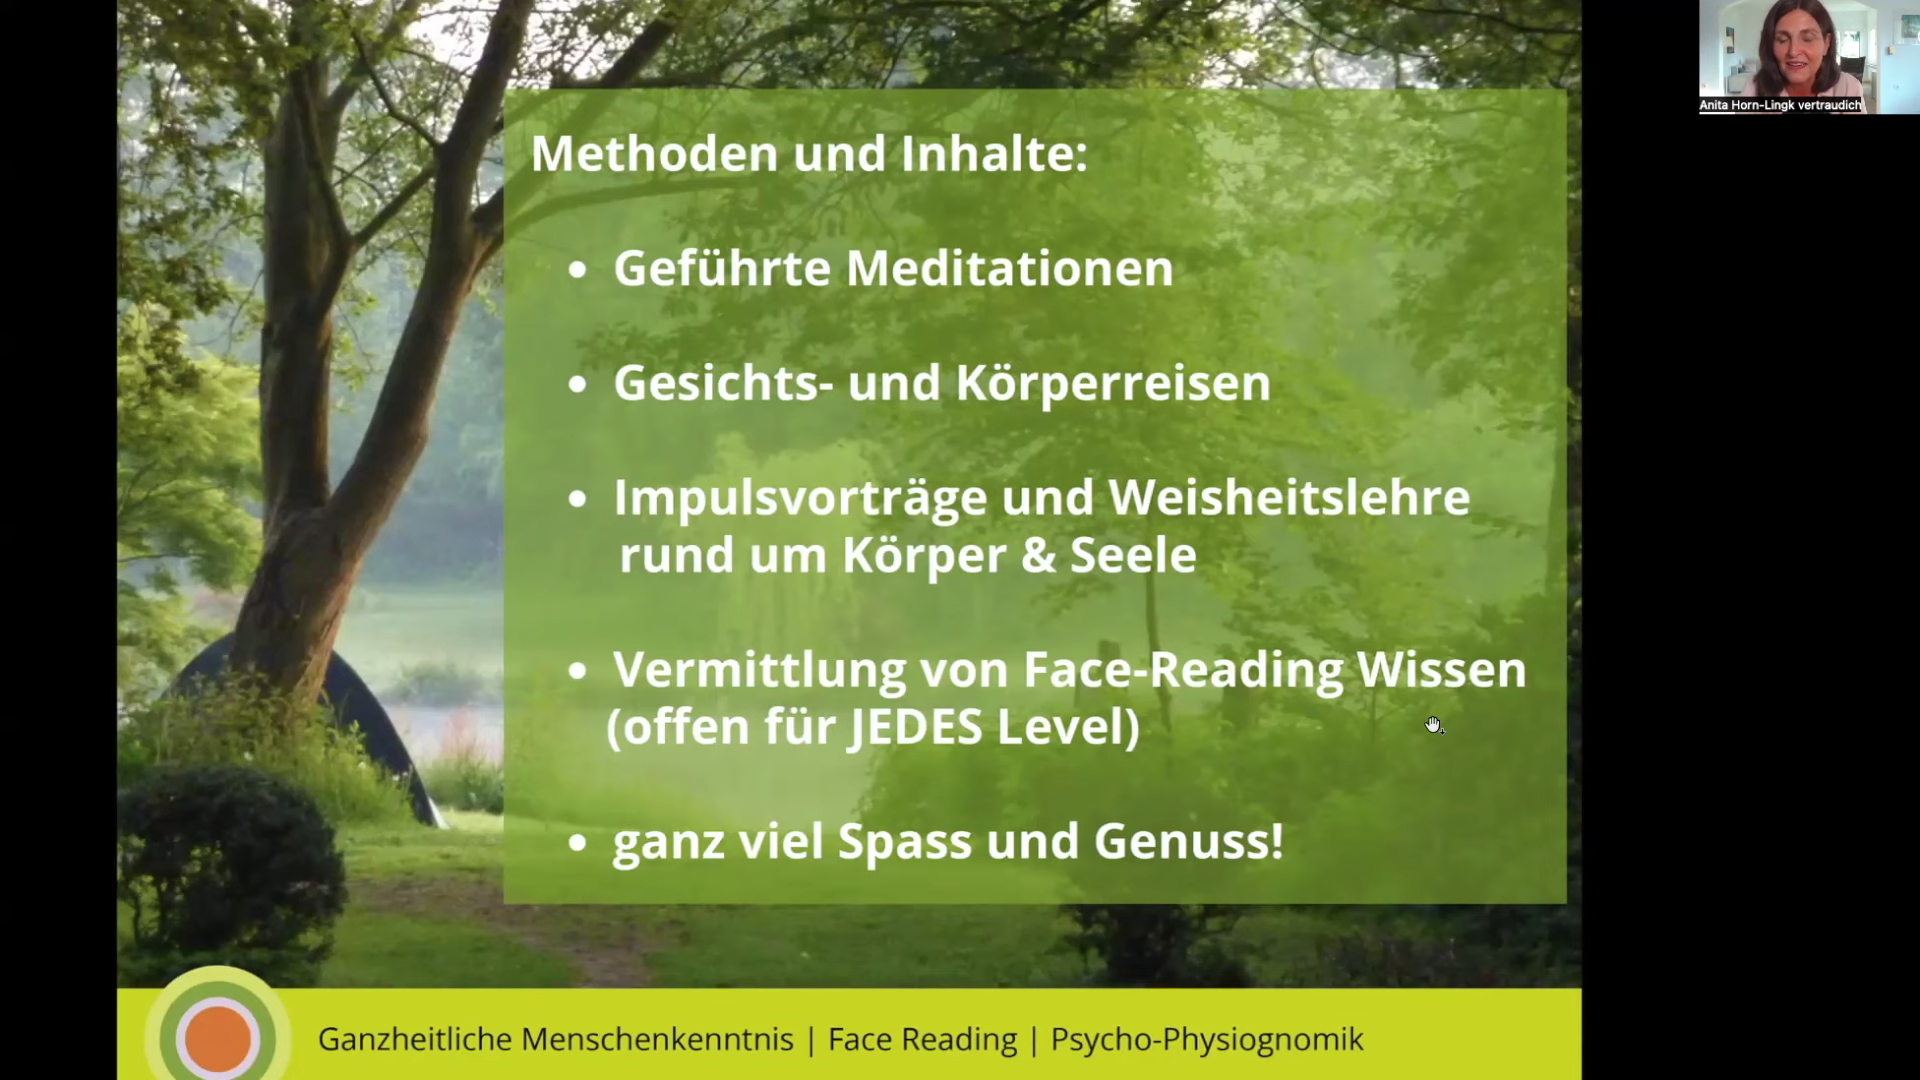 Anita Horn-Lingk vertraudich
Methoden und Inhalte:
• Geführte Meditationen
• Gesichts- und Körperreisen
• Impulsvorträge und Weisheitslehre
rund um Körper & Seele
• Vermittlung von Face-Reading Wissen
(offen für JEDES Level)
• ganz viel Spass und Genuss!
Ganzheitliche Menschenkenntnis | Face Reading | Psycho-Physiognomik